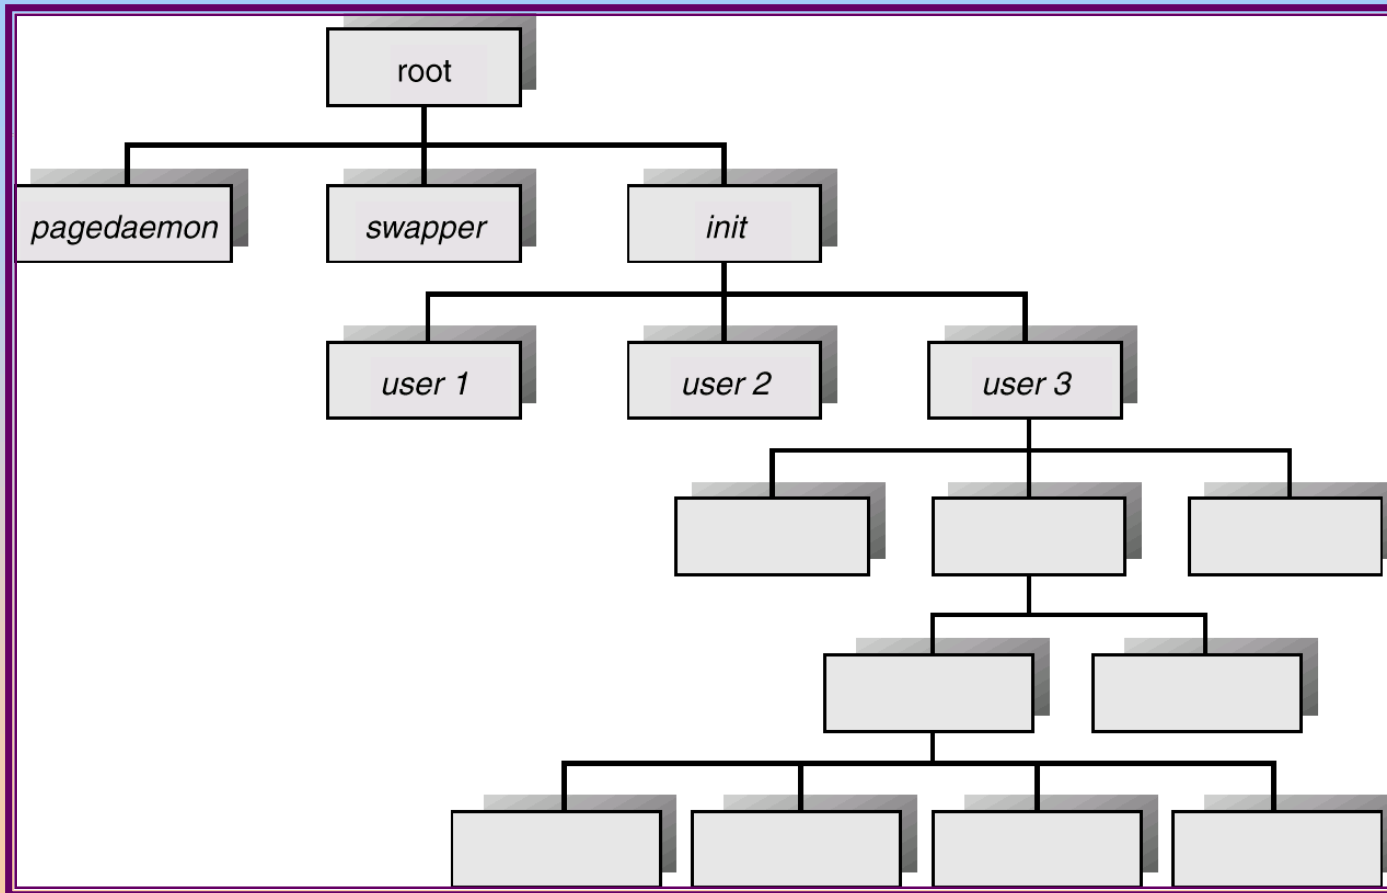 root
pagedaemon
swapper
init
user 1
user 2
user 3